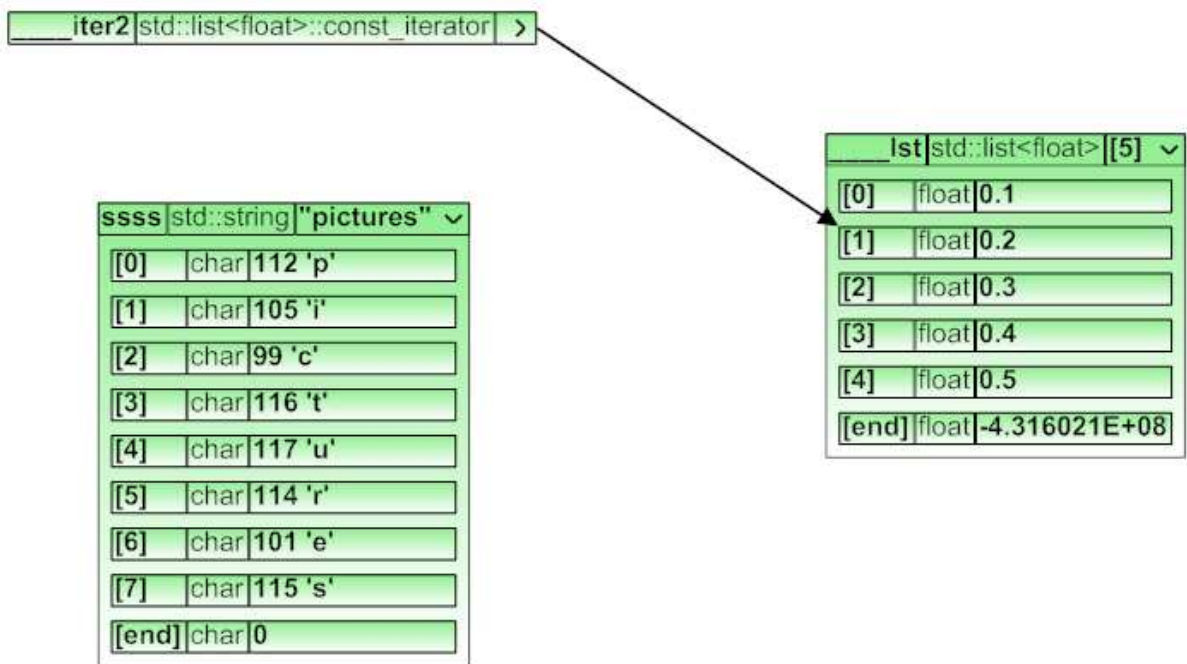 ____iter2 std::list<float>::const_iterator >
____lst std::list<float> [5]
[0] float 0.1
[1] float 0.2
[2] float 0.3
[3] float 0.4
[4] float 0.5
[end] float -4.316021E+08
ssss std::string "pictures"
[0] char 112 'p'
[1] char 105 'i'
[2] char 99 'c'
[3] char 116 't'
[4] char 117 'u'
[5] char 114 'r'
[6] char 101 'e'
[7] char 115 's'
[end] char 0